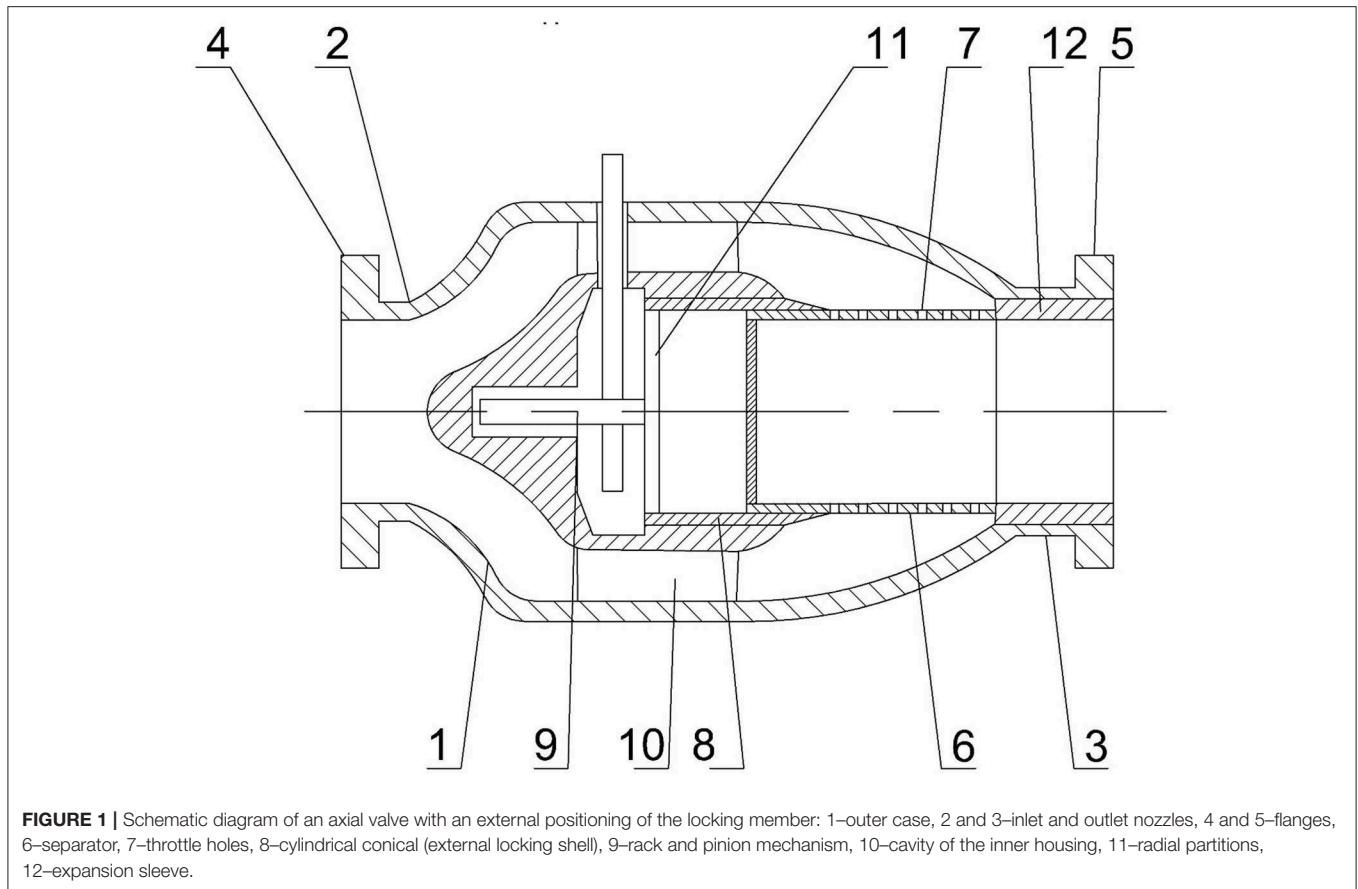 4 2 11 7 12 5
1 9 10 8 6 3
FIGURE 1 | Schematic diagram of an axial valve with an external positioning of the locking member: 1–outer case, 2 and 3–inlet and outlet nozzles, 4 and 5–flanges,
6–separator, 7–throttle holes, 8–cylindrical conical (external locking shell), 9–rack and pinion mechanism, 10–cavity of the inner housing, 11–radial partitions,
12–expansion sleeve.